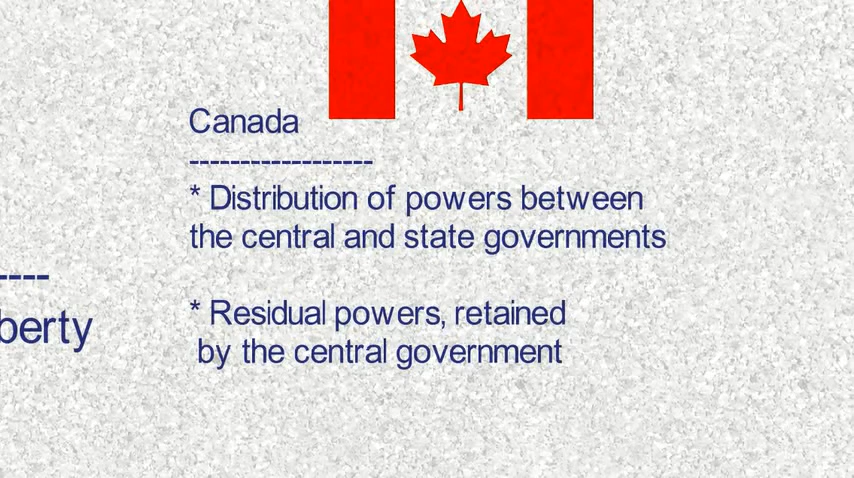 Canada
------------------
* Distribution of powers between
the central and state governments
* Residual powers, retained
by the central government
----
berty